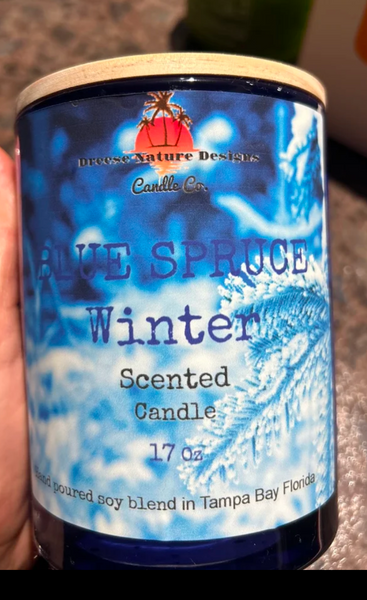 Dreese Nature Designs
Candle Co.
BLUE SPRUCE
Winter
Scented
Candle
17 oz
Hand poured soy blend in Tampa Bay Florida